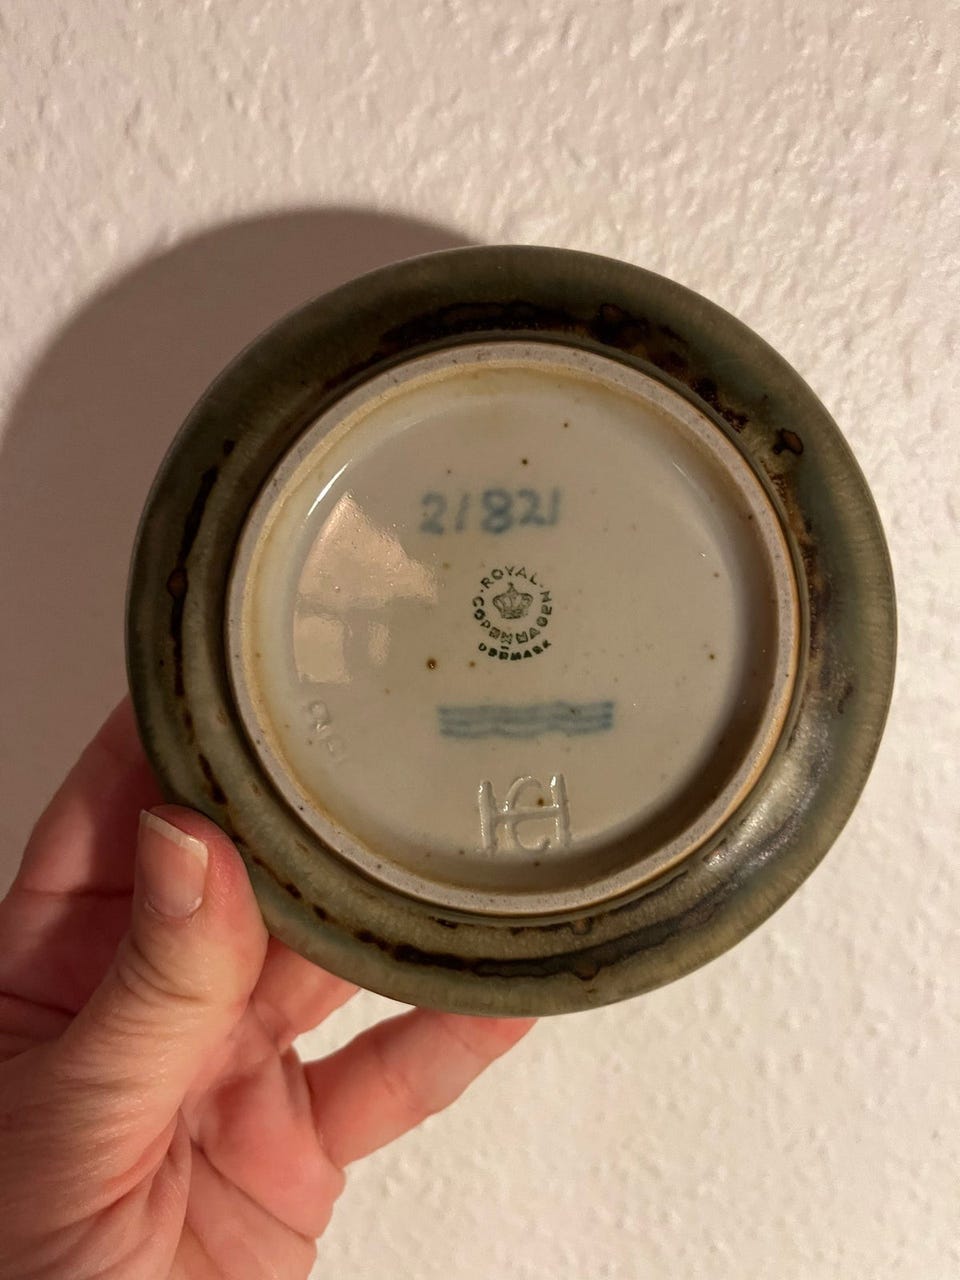 21821
ROYAL
COPENHAGEN
DENMARK